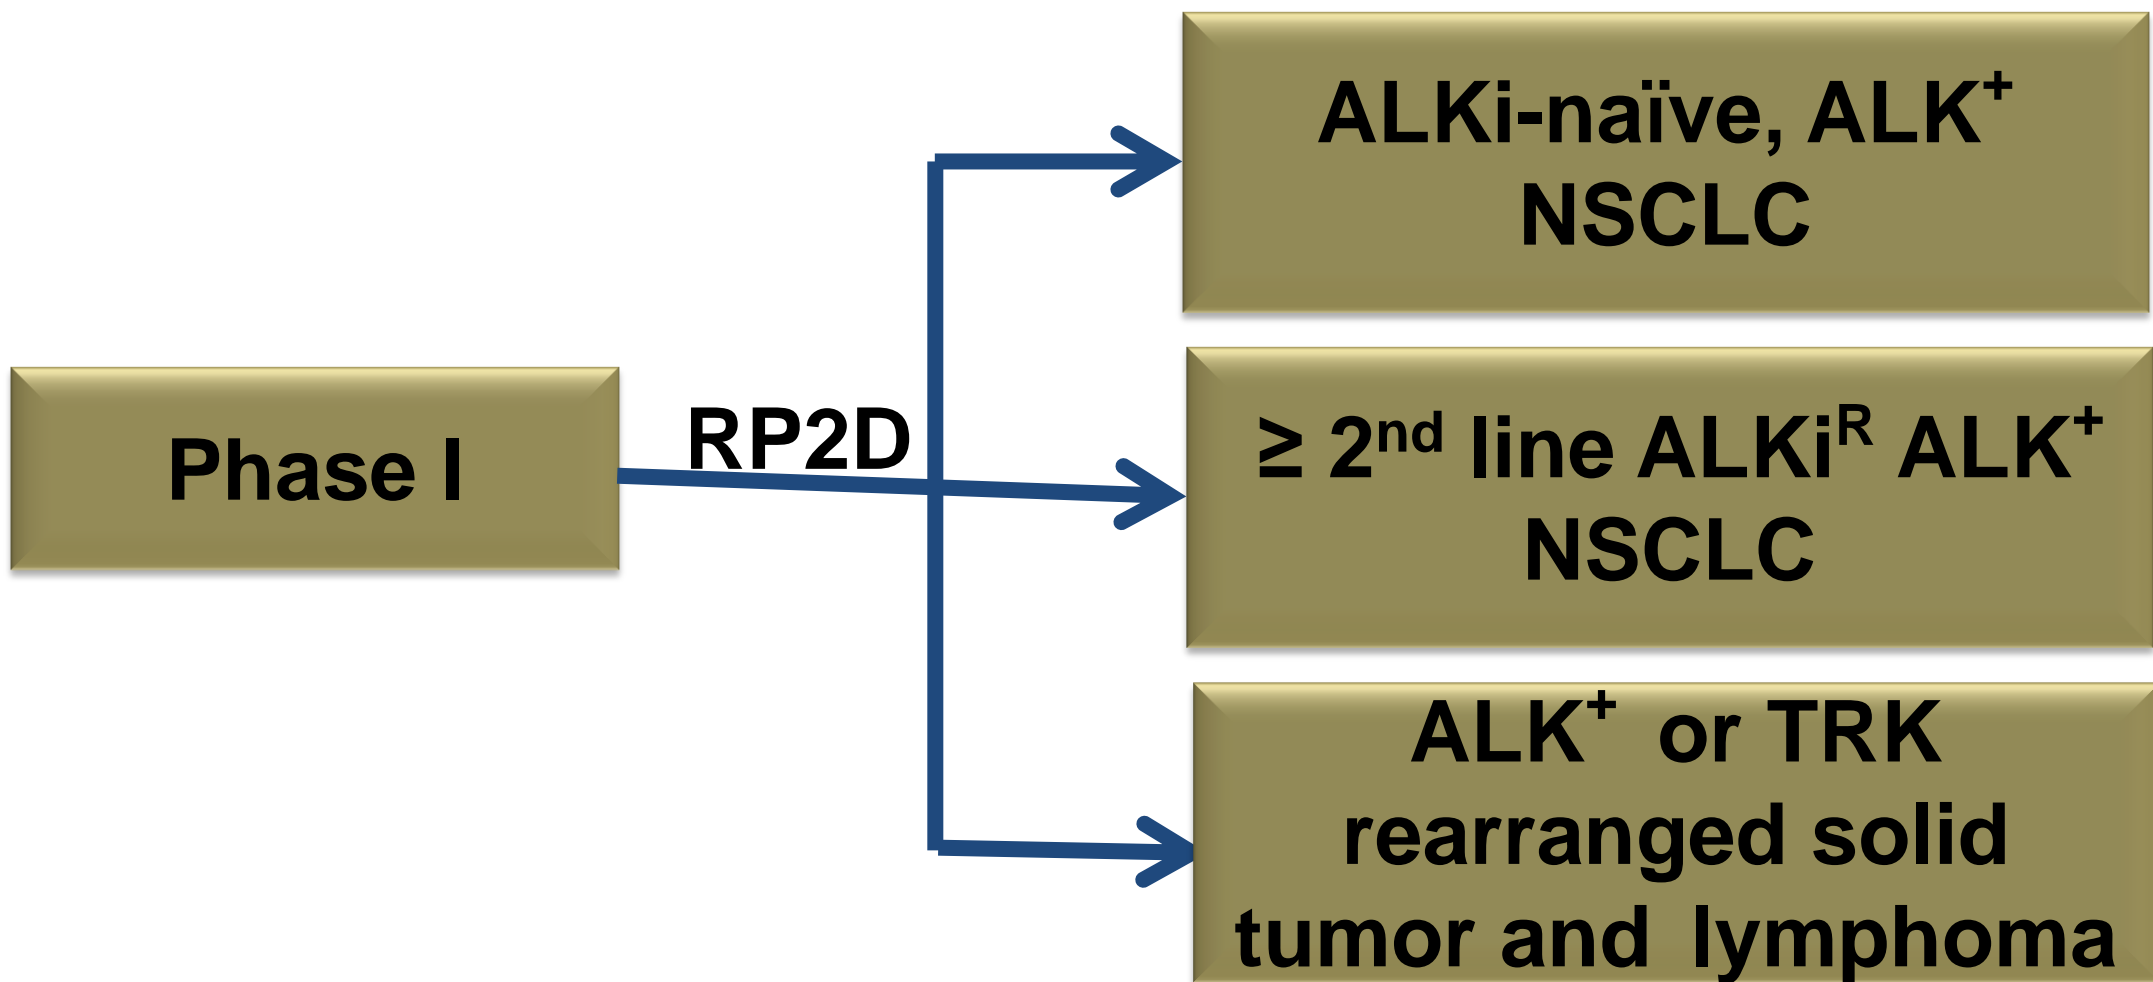 Phase I
RP2D
ALKi-naïve, ALK⁺
NSCLC
≥ 2ⁿᵈ line ALKiᴿ ALK⁺
NSCLC
ALK⁺ or TRK
rearranged solid
tumor and lymphoma